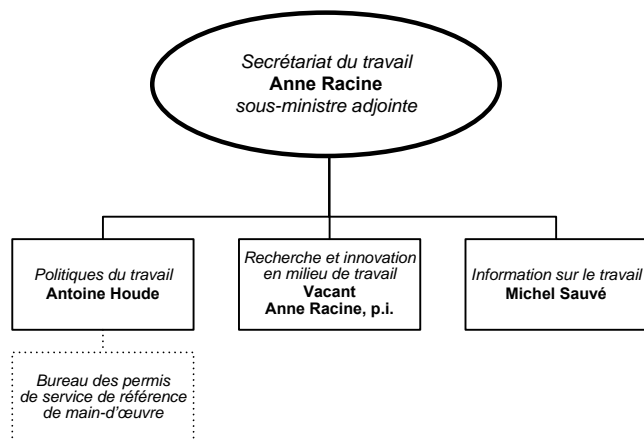 Secrétariat du travail
Anne Racine
sous-ministre adjointe
Politiques du travail
Antoine Houde
Recherche et innovation
en milieu de travail
Vacant
Anne Racine, p.i.
Information sur le travail
Michel Sauvé
Bureau des permis
de service de référence
de main-d'œuvre